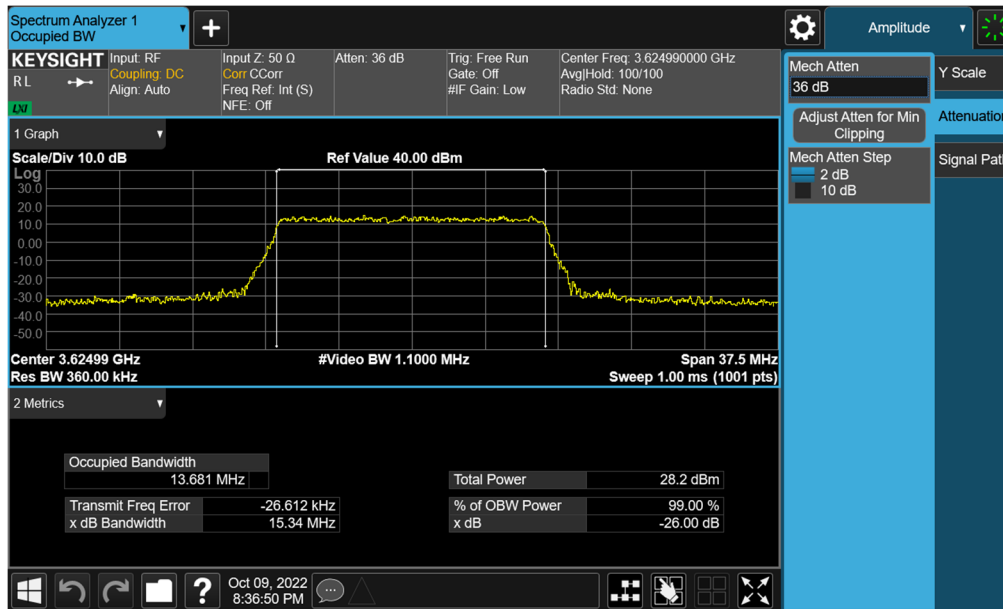 Spectrum Analyzer 1
Occupied BW
Amplitude
KEYSIGHT
RL
LXI
Input: RF
Coupling: DC
Align: Auto
Input Z: 50 Ω
Corr CCorr
Freq Ref: Int (S)
NFE: Off
Atten: 36 dB
Trig: Free Run
Gate: Off
#IF Gain: Low
Center Freq: 3.624990000 GHz
Avg|Hold: 100/100
Radio Std: None
Mech Atten
36 dB
Adjust Atten for Min
Clipping
Mech Atten Step
2 dB
10 dB
Y Scale
Attenuation
Signal Pat
1 Graph
Scale/Div 10.0 dB
Ref Value 40.00 dBm
Log
30.0
20.0
10.0
0.00
-10.0
-20.0
-30.0
-40.0
-50.0
Center 3.62499 GHz
#Video BW 1.1000 MHz
Span 37.5 MHz
Res BW 360.00 kHz
Sweep 1.00 ms (1001 pts)
2 Metrics
Occupied Bandwidth
13.681 MHz
Total Power 28.2 dBm
Transmit Freq Error -26.612 kHz
% of OBW Power 99.00 %
x dB Bandwidth 15.34 MHz
x dB -26.00 dB
Oct 09, 2022
8:36:50 PM